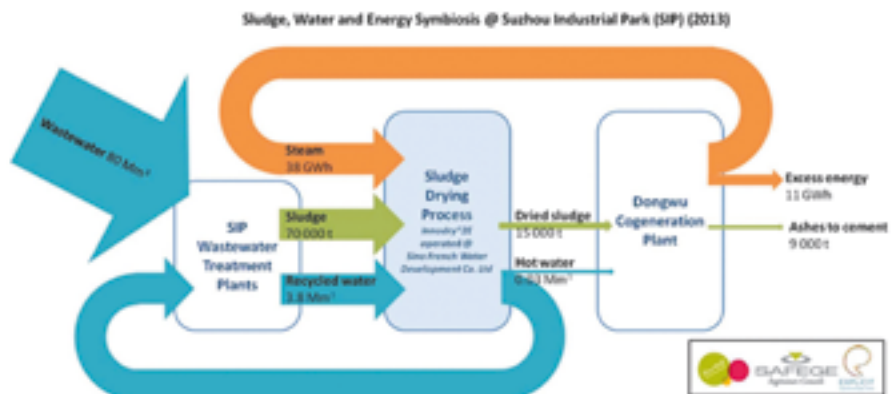 Sludge, Water and Energy Symbiosis @ Suzhou Industrial Park (SIP) (2013)
Wastewater 80 Mm³
Steam
38 GWh
Sludge
70 000 t
Recycled water
3.8 Mm³
SIP
Wastewater
Treatment
Plants
Sludge
Drying
Process
operated @
Sino French Water
Development Co. Ltd
Dried sludge
15 000 t
Hot water
0.03 Mm³
Dongwu
Cogeneration
Plant
Excess energy
11 GWh
Ashes to cement
9 000 t
SAFEGE